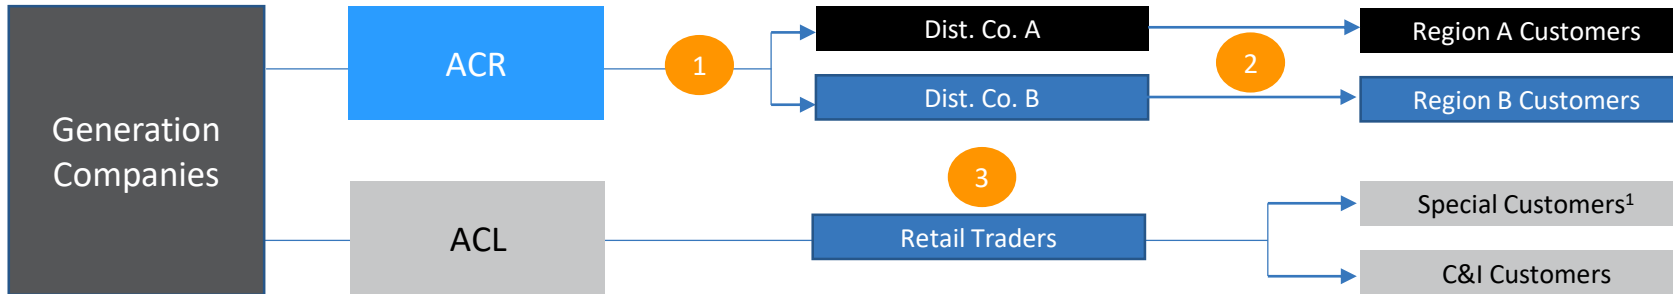 Generation
Companies
ACR
1
Dist. Co. A
Dist. Co. B
2
Region A Customers
Region B Customers
ACL
3
Retail Traders
Special Customers¹
C&I Customers